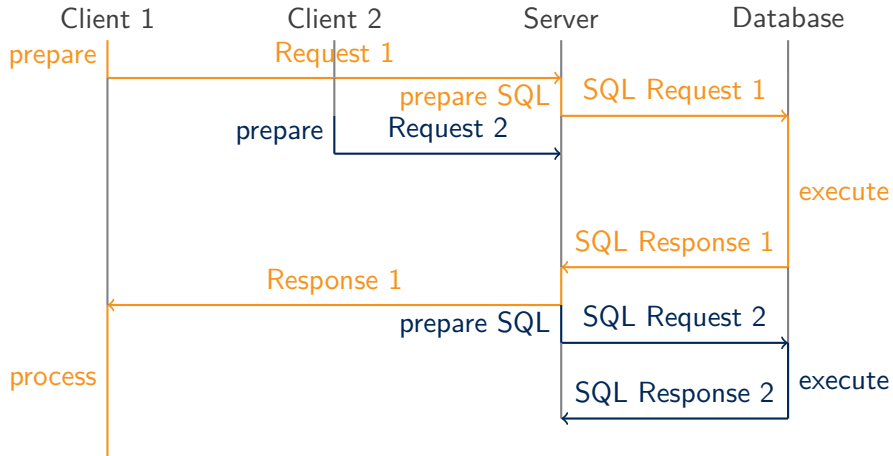 Client 1
Client 2
Server
Database
prepare
Request 1
prepare SQL
SQL Request 1
prepare
Request 2
execute
SQL Response 1
Response 1
prepare SQL
SQL Request 2
process
execute
SQL Response 2